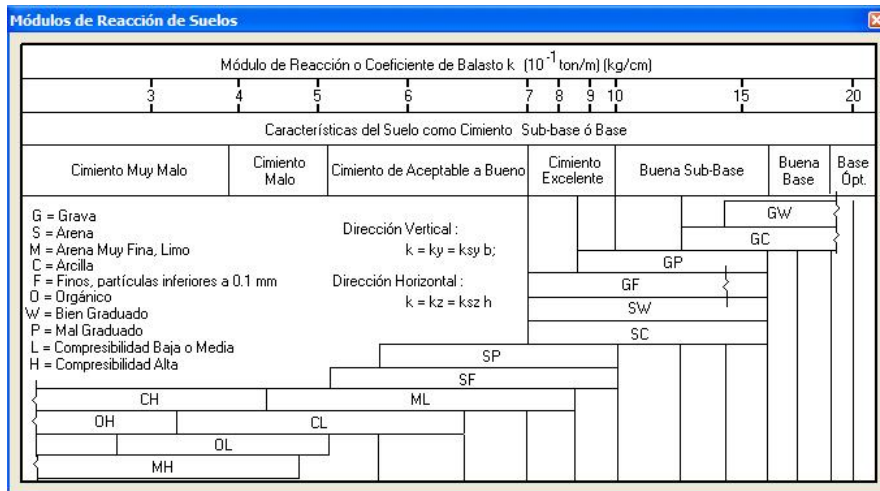 Módulos de Reacción de Suelos
Módulo de Reacción o Coeficiente de Balasto k (10⁻¹ ton/m) (kg/cm)
3 4 5 6 7 8 9 10 15 20
Características del Suelo como Cimiento Sub-base ó Base
Cimiento Muy Malo
Cimiento
Malo
Cimiento de Aceptable a Bueno
Cimiento
Excelente
Buena Sub-Base
Buena
Base
Base
Ópt.
G = Grava
S = Arena
M = Arena Muy Fina, Limo
C = Arcilla
F = Finos, partículas inferiores a 0.1 mm
O = Orgánico
W = Bien Graduado
P = Mal Graduado
L = Compresibilidad Baja o Media
H = Compresibilidad Alta
Dirección Vertical :
k = ky = ksy b;
Dirección Horizontal :
k = kz = ksz h
GW
GC
GP
GF
SW
SC
SP
SF
CH ML
OH CL
OL
MH